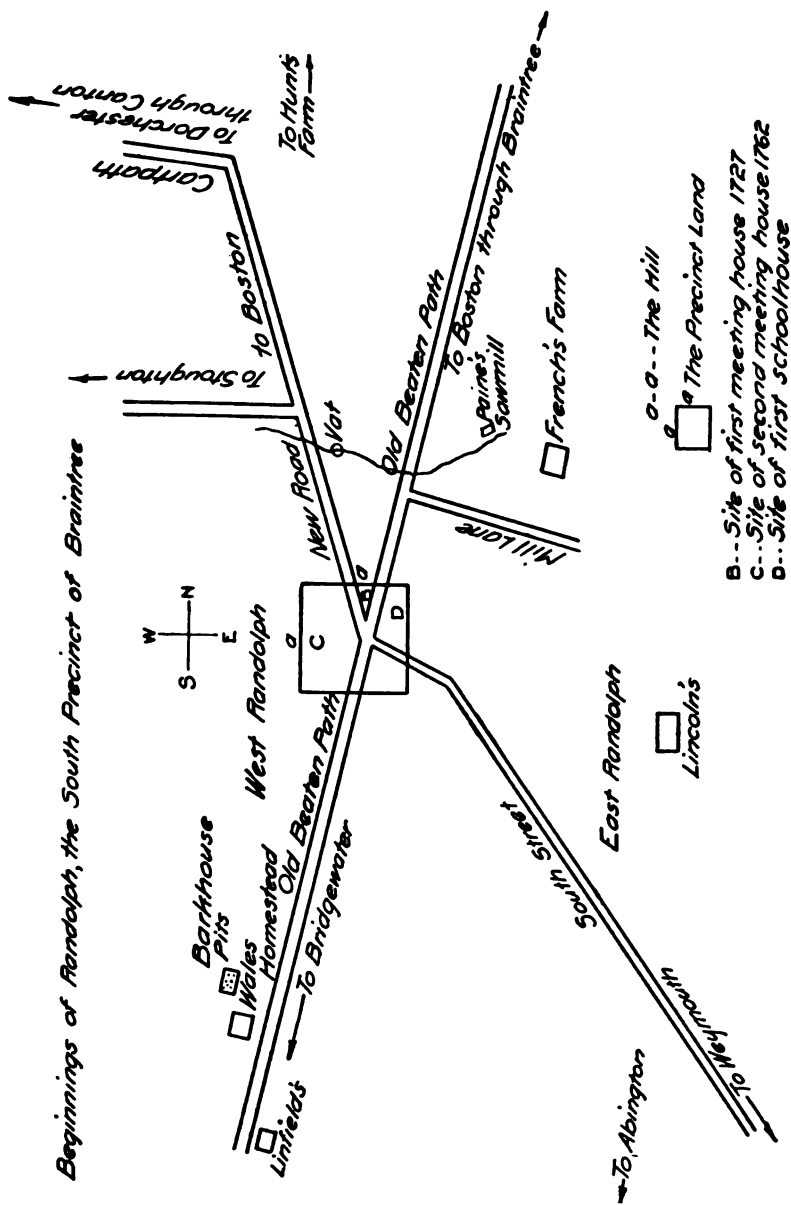 Beginnings of Randolph, the South Precinct of Braintree
To Dorchester
through Canton
Cartpath
To Hunt's
Farm
to Boston
To Stoughton
New Road
Vat
Old Beaten Path
To Boston through Braintree
Paine's
Sawmill
French's Farm
Mill Lane
W
S
N
E
West Randolph
a
C
a
B
D
Barkhouse
Pits
Wales
Homestead
Old Beaten Path
To Bridgewater
Linfield's
South Street
East Randolph
Lincoln's
To Weymouth
To Abington
a-a--The Hill
a
a The Precinct Land
B--Site of first meeting house 1727
C--Site of second meeting house 1762
D--Site of first schoolhouse